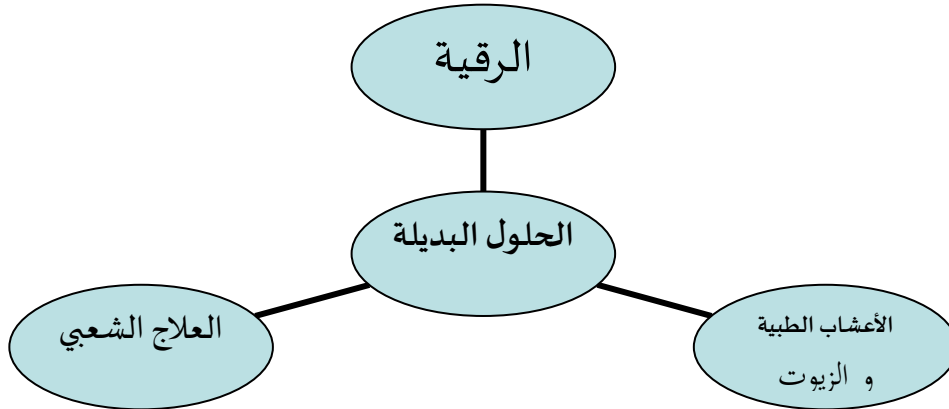 الرقية
الحلول البديلة
العلاج الشعبي
الأعشاب الطبية
و الزيوت